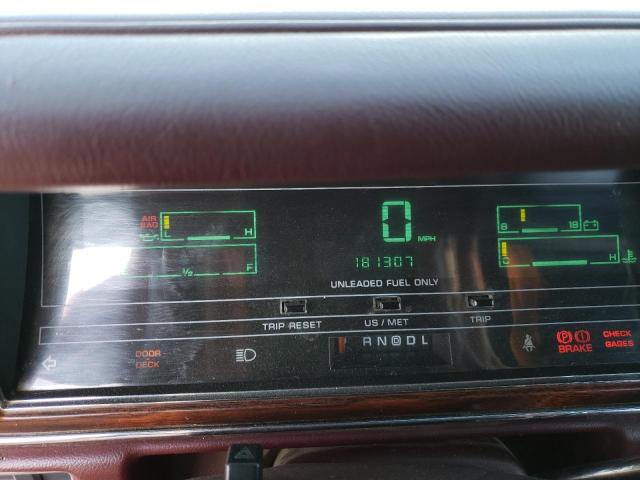 AIR
BAG
L H
0 MPH
8 18
1/2 F
181307
C H
UNLEADED FUEL ONLY
TRIP RESET
US / MET
TRIP
R N O D L
DOOR
DECK
BRAKE
CHECK
GAGES